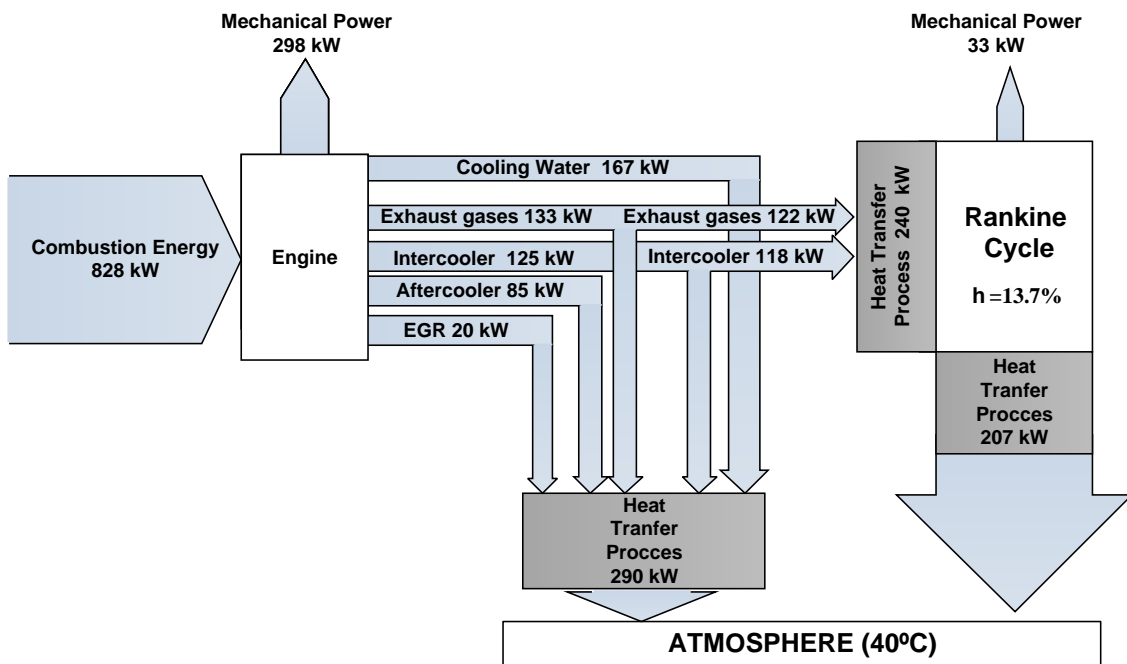 Mechanical Power
298 kW
Mechanical Power
33 kW
Combustion Energy
828 kW
Engine
Cooling Water 167 kW
Exhaust gases 133 kW
Exhaust gases 122 kW
Intercooler 125 kW
Intercooler 118 kW
Aftercooler 85 kW
EGR 20 kW
Heat Transfer
Process 240 kW
Rankine
Cycle
h =13.7%
Heat
Tranfer
Procces
207 kW
Heat
Tranfer
Procces
290 kW
ATMOSPHERE (40ºC)